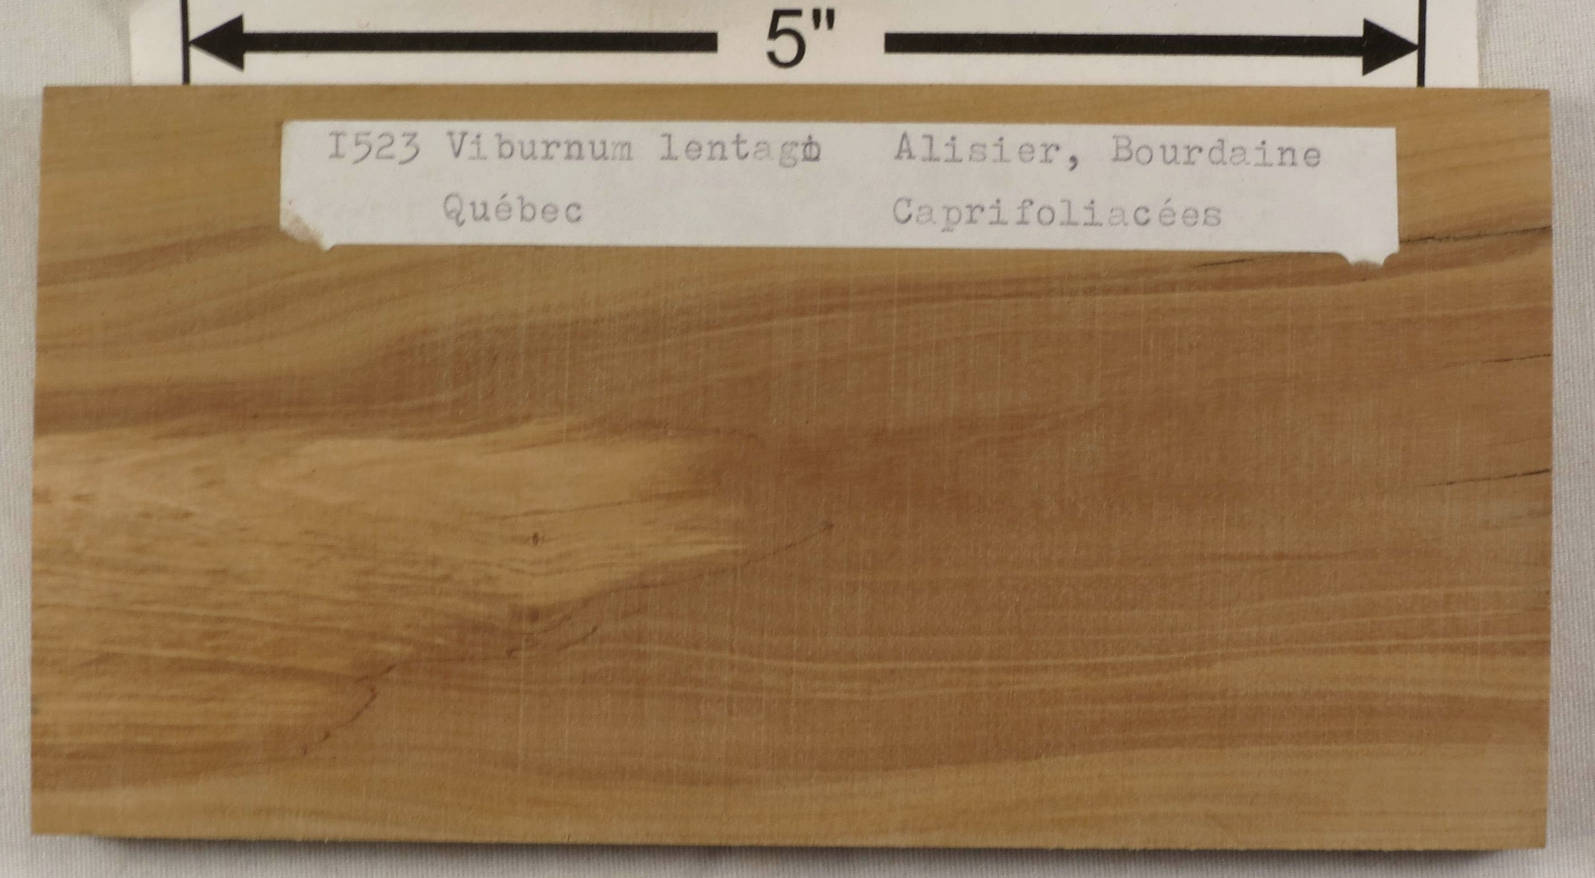 5"
I523 Viburnum lentago Alisier, Bourdaine
Québec Caprifoliacées